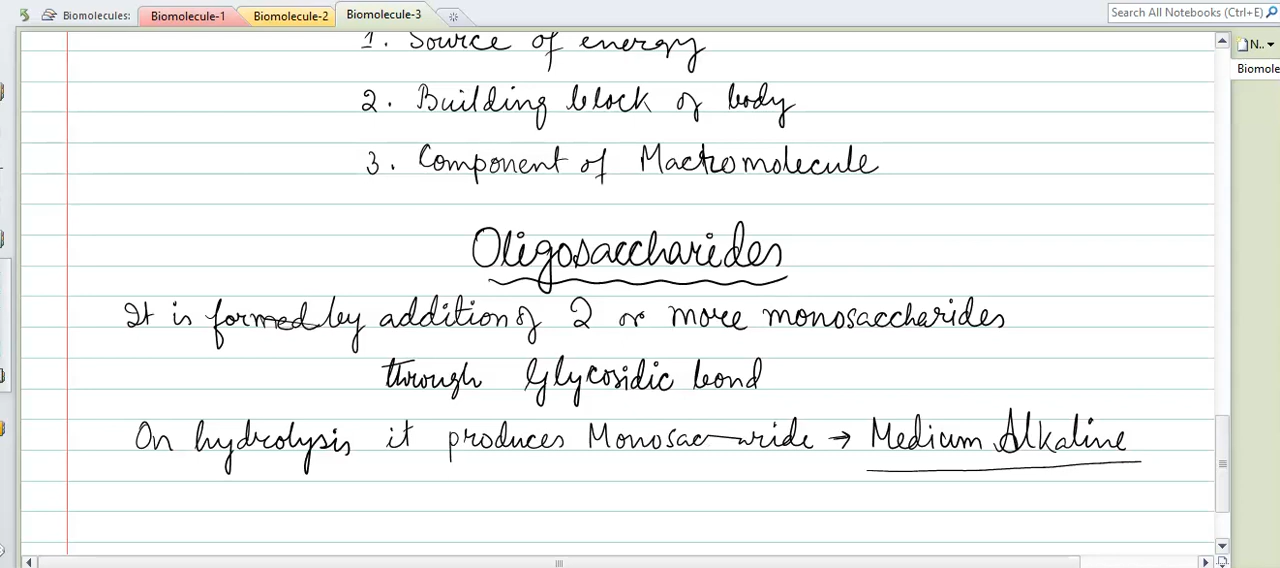 Biomolecules: Biomolecule-1 Biomolecule-2 Biomolecule-3 Search All Notebooks (Ctrl+E)
N..
Biomole
1. Source of energy
2. Building block of body
3. Component of Macromolecule
Oligosaccharides
It is formed by addition of 2 or more monosaccharides
through Glycosidic bond
On hydrolysis it produces → Medium Alkaline